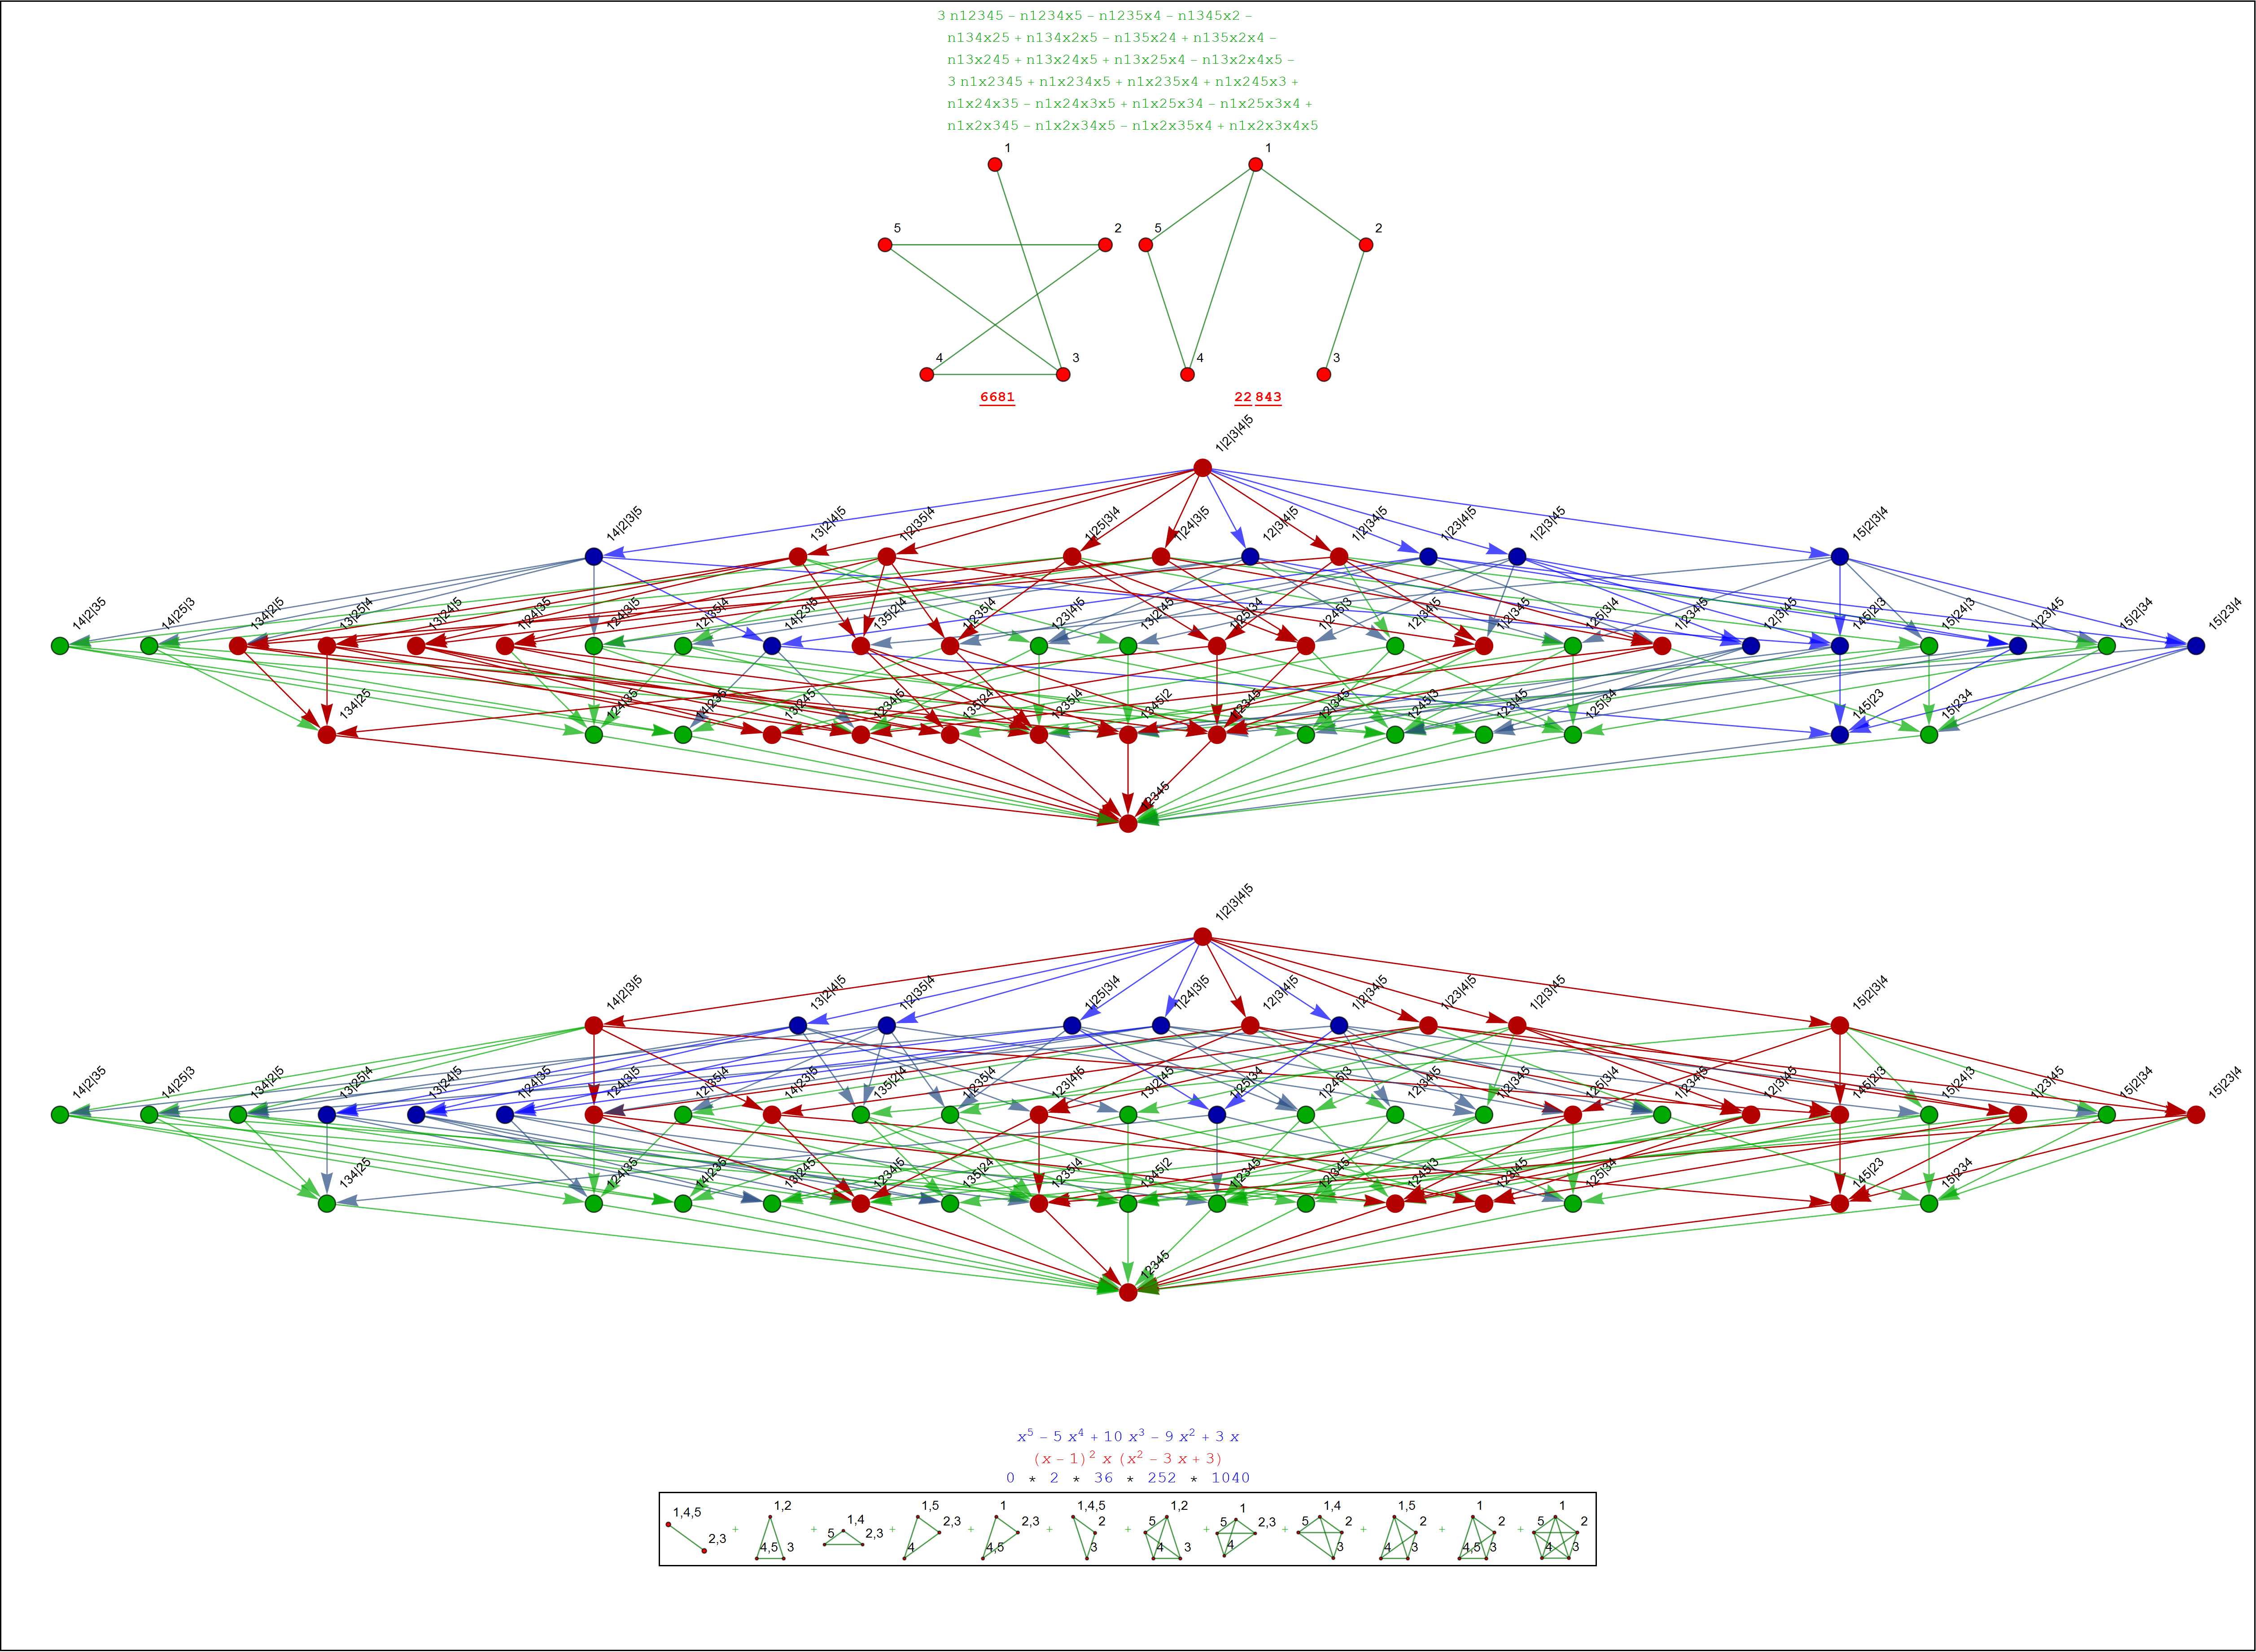 3 n12345 − n1234x5 − n1235x4 − n1345x2 −
n134x25 + n134x2x5 − n135x24 + n135x2x4 −
n13x245 + n13x24x5 + n13x25x4 − n13x2x4x5 −
3 n1x2345 + n1x234x5 + n1x235x4 + n1x245x3 +
n1x24x35 − n1x24x3x5 + n1x25x34 − n1x25x3x4 +
n1x2x345 − n1x2x34x5 − n1x2x35x4 + n1x2x3x4x5
1 1
5 2 5 2
4 3 4 3
6681 22 843
1|2|3|4|5
14|2|3|5 13|2|4|5 1|2|35|4 1|25|3|4 1|24|3|5 12|3|4|5 1|2|34|5 1|23|4|5 1|2|3|45 15|2|3|4
14|2|35 14|25|3 134|2|5 13|25|4 13|24|5 1|24|35 124|3|5 12|35|4 14|23|5 135|2|4 1|235|4 123|4|5 13|2|45 1|25|34 1|245|3 12|34|5 1|2|345 125|3|4 1|234|5 12|3|45 145|2|3 15|24|3 1|23|45 15|2|34 15|23|4
134|25 124|35 14|235 13|245 1234|5 135|24 1235|4 1345|2 1|2345 12|345 1245|3 123|45 125|34 145|23 15|234
12345
1|2|3|4|5
14|2|3|5 13|2|4|5 1|2|35|4 1|25|3|4 1|24|3|5 12|3|4|5 1|2|34|5 1|23|4|5 1|2|3|45 15|2|3|4
14|2|35 14|25|3 134|2|5 13|25|4 13|24|5 1|24|35 124|3|5 12|35|4 14|23|5 135|2|4 1|235|4 123|4|5 13|2|45 1|25|34 1|245|3 12|34|5 1|2|345 125|3|4 1|234|5 12|3|45 145|2|3 15|24|3 1|23|45 15|2|34 15|23|4
134|25 124|35 14|235 13|245 1234|5 135|24 1235|4 1345|2 1|2345 12|345 1245|3 123|45 125|34 145|23 15|234
12345
x⁵ − 5 x⁴ + 10 x³ − 9 x² + 3 x
(x − 1)² x (x² − 3 x + 3)
0 * 2 * 36 * 252 * 1040
1,4,5 2,3 + 1,2 4,5 3 + 1,4 5 2,3 + 1,5 2,3 4 + 1 2,3 4,5 + 1,4,5 2 3 + 1,2 5 4 3 + 1 5 2,3 4 + 1,4 5 2 3 + 1,5 2 4 3 + 1 2 4,5 3 + 1 5 2 4 3